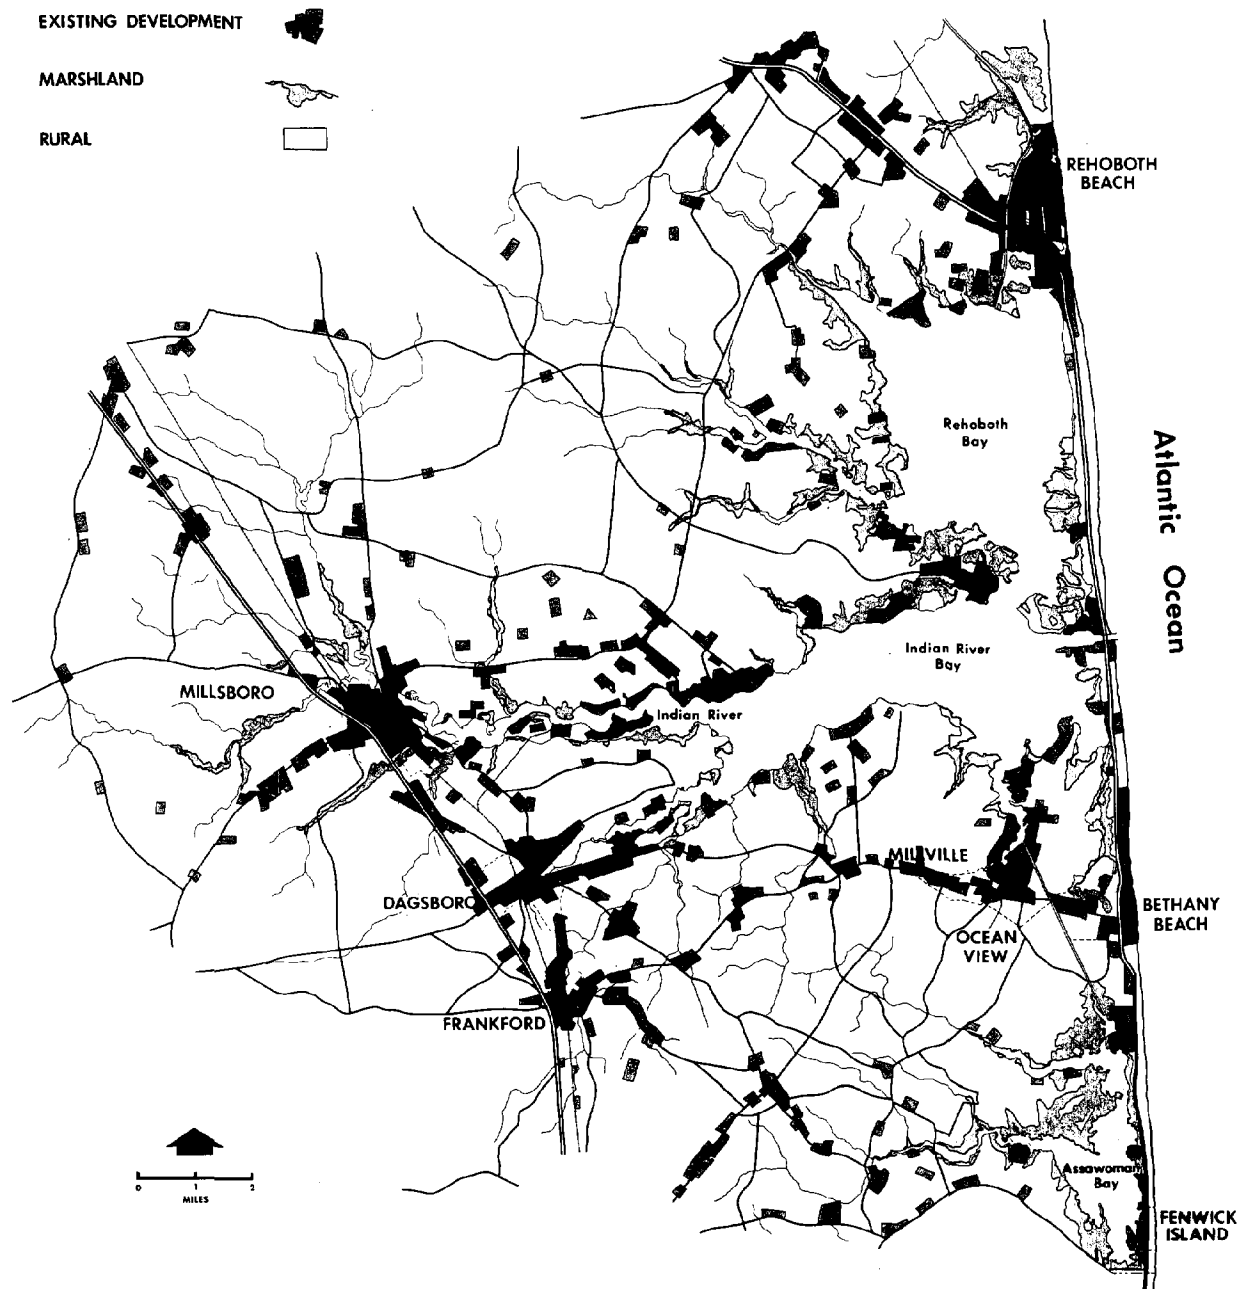 EXISTING DEVELOPMENT
MARSHLAND
RURAL
REHOBOTH
BEACH
Rehoboth
Bay
Atlantic Ocean
Indian River
Bay
MILLSBORO
Indian River
MILLVILLE
DAGSBORO
BETHANY
BEACH
OCEAN
VIEW
FRANKFORD
0 1 2
MILES
Assawoman
Bay
FENWICK
ISLAND